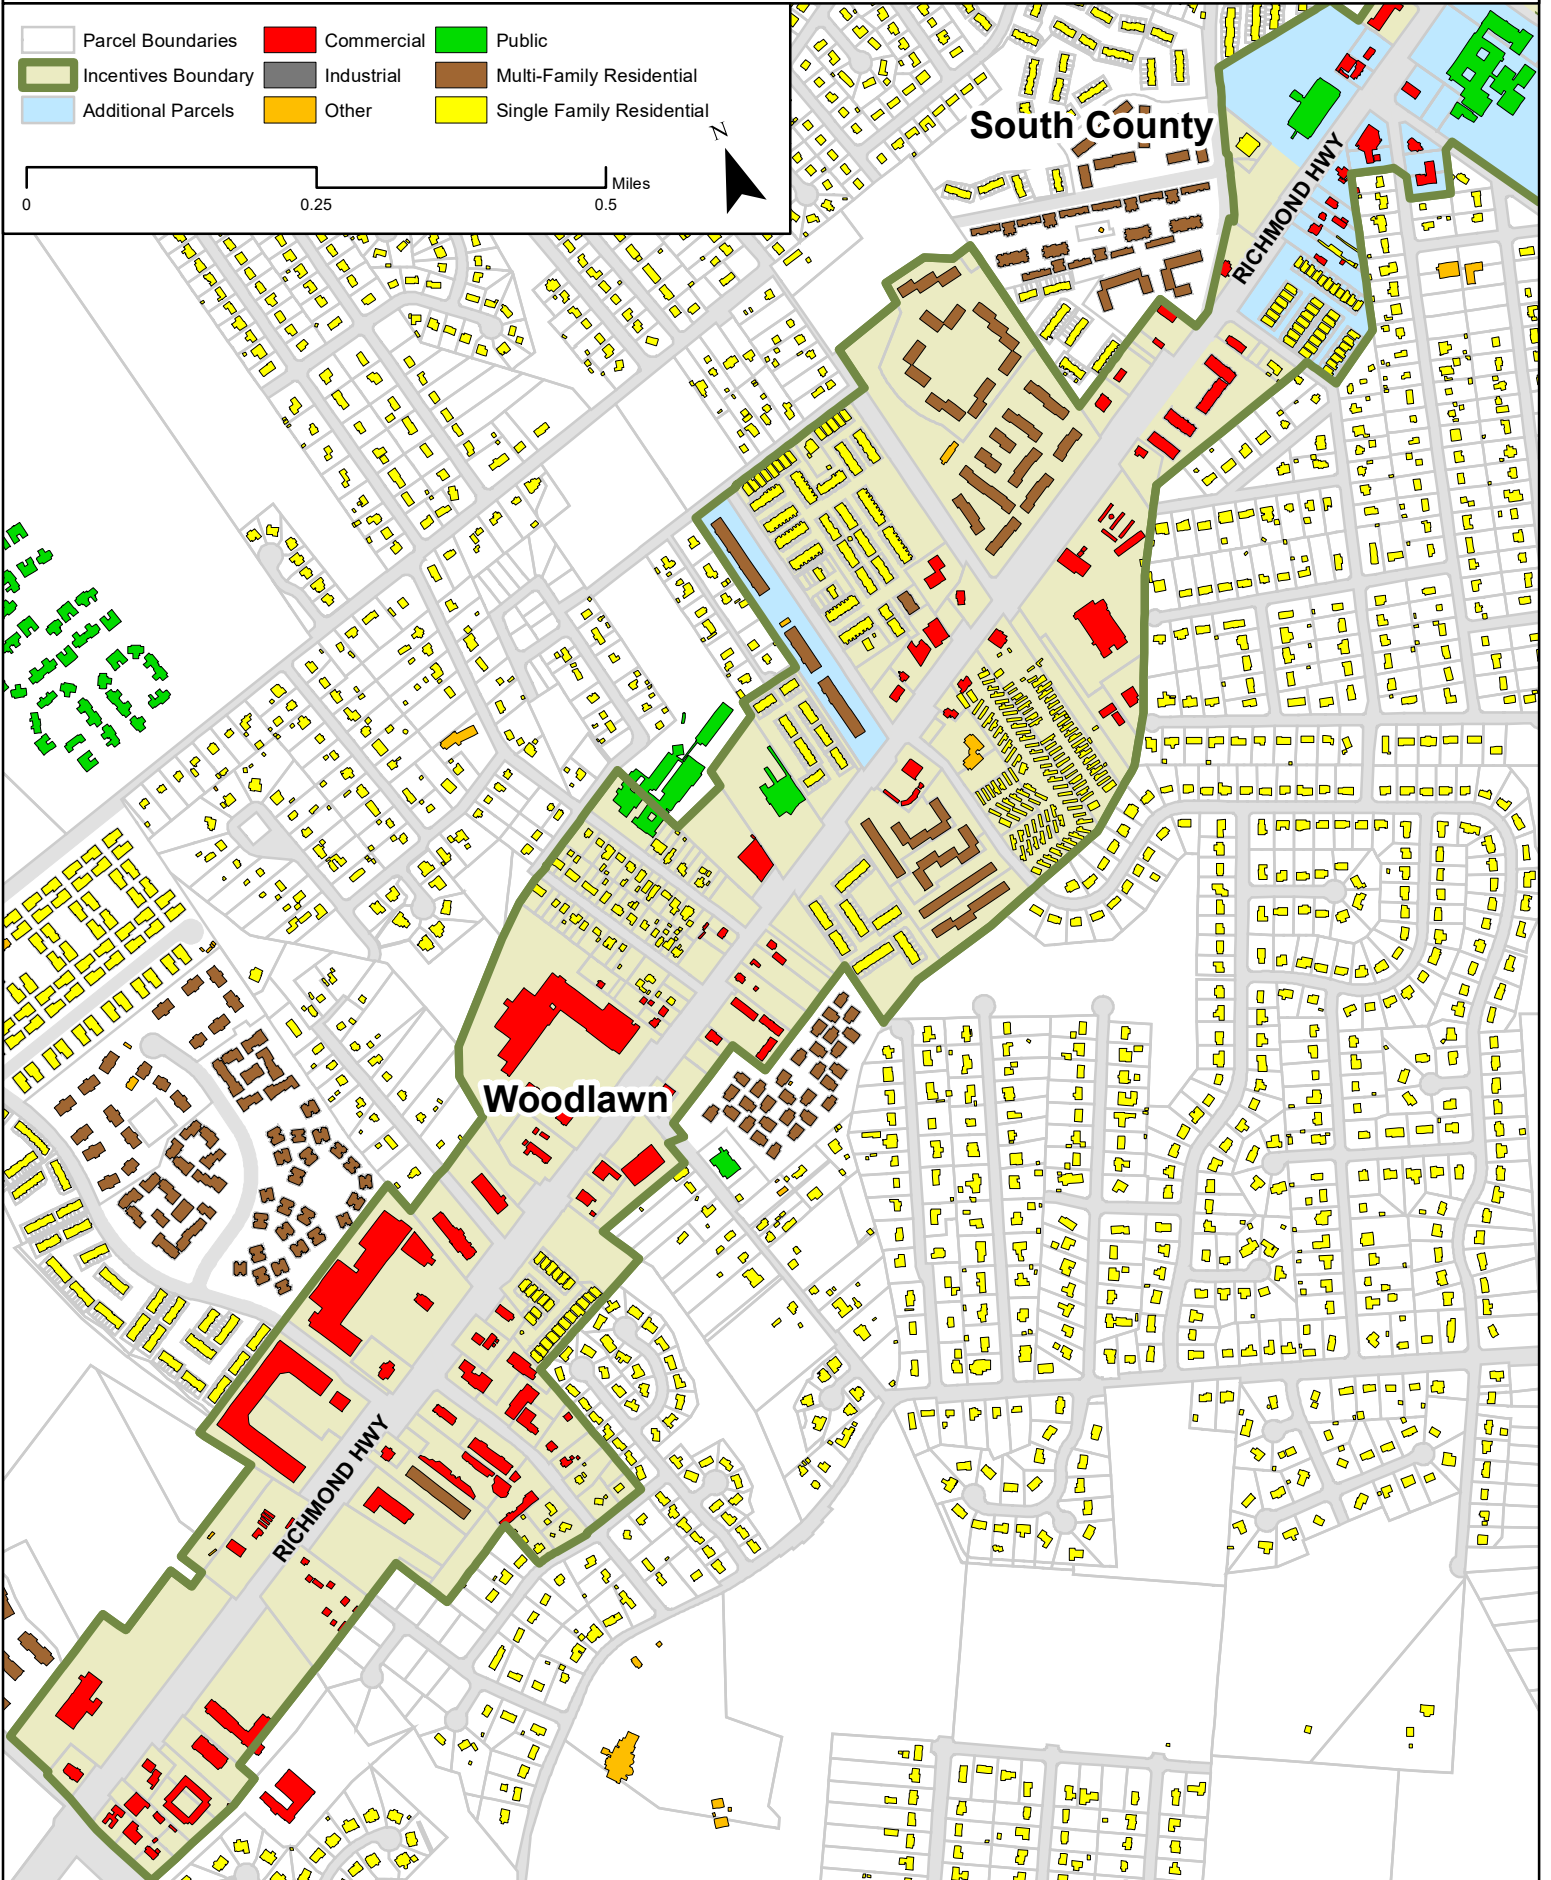 Parcel Boundaries
Commercial
Public
Incentives Boundary
Industrial
Multi-Family Residential
Additional Parcels
Other
Single Family Residential
N
Miles
0
0.25
0.5
South County
RICHMOND HWY
Woodlawn
RICHMOND HWY